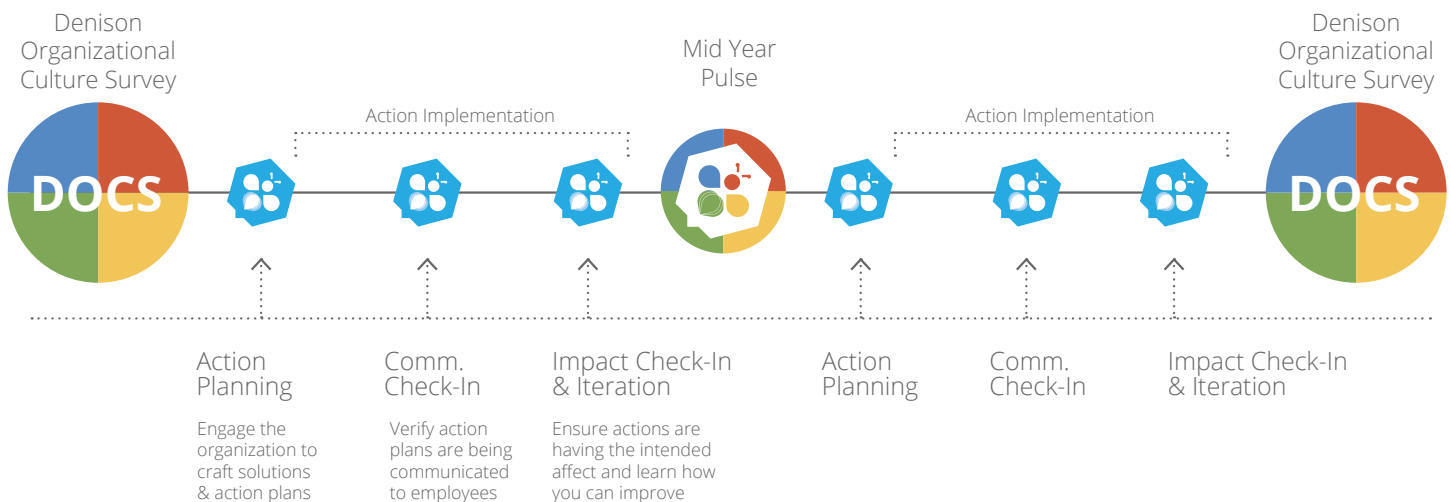 Denison
Organizational
Culture Survey
DOCS
Action Implementation
Mid Year
Pulse
Action Implementation
Denison
Organizational
Culture Survey
DOCS
Action
Planning
Engage the
organization to
craft solutions
& action plans
Comm.
Check-In
Verify action
plans are being
communicated
to employees
Impact Check-In
& Iteration
Ensure actions are
having the intended
affect and learn how
you can improve
Action
Planning
Comm.
Check-In
Impact Check-In
& Iteration